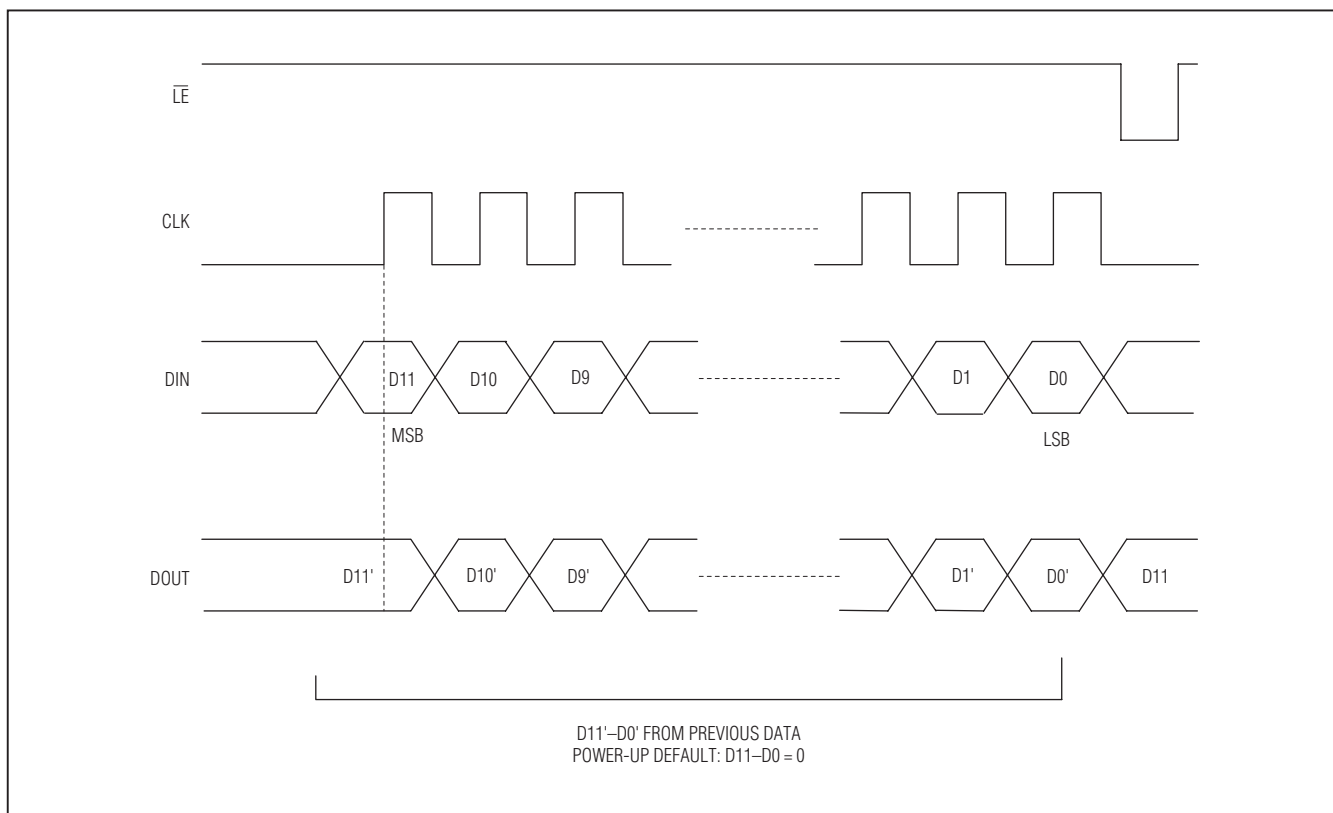 L̅E̅
CLK
DIN
D11
D10
D9
D1
D0
MSB
LSB
DOUT
D11'
D10'
D9'
D1'
D0'
D11
D11'–D0' FROM PREVIOUS DATA
POWER-UP DEFAULT: D11–D0 = 0